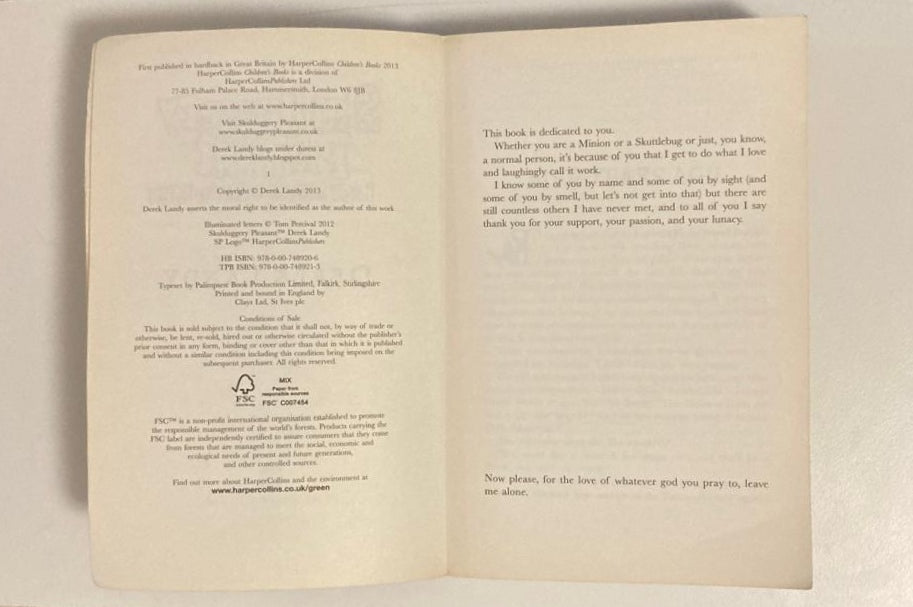 First published in hardback in Great Britain by HarperCollins Children's Books 2013
HarperCollins Children's Books is a division of
HarperCollinsPublishers Ltd
77-85 Fulham Palace Road, Hammersmith, London W6 8JB
Visit us on the web at www.harpercollins.co.uk
Visit Skulduggery Pleasant at
www.skulduggerypleasant.co.uk
Derek Landy blogs under duress at
www.dereklandy.blogspot.com
1
Copyright © Derek Landy 2013
Derek Landy asserts the moral right to be identified as the author of this work
Illuminated letters © Tom Percival 2012
Skulduggery Pleasant™ Derek Landy
SP Logo™ HarperCollinsPublishers
HB ISBN: 978-0-00-748920-6
TPB ISBN: 978-0-00-748921-3
Typeset by Palimpsest Book Production Limited, Falkirk, Stirlingshire
Printed and bound in England by
Clays Ltd, St Ives plc
Conditions of Sale
This book is sold subject to the condition that it shall not, by way of trade or
otherwise, be lent, re-sold, hired out or otherwise circulated without the publisher's
prior consent in any form, binding or cover other than that in which it is published
and without a similar condition including this condition being imposed on the
subsequent purchaser. All rights reserved.
MIX
Paper from
responsible sources
FSC
FSC® C007454
FSC™ is a non-profit international organisation established to promote
the responsible management of the world's forests. Products carrying the
FSC label are independently certified to assure consumers that they come
from forests that are managed to meet the social, economic and
ecological needs of present and future generations,
and other controlled sources.
Find out more about HarperCollins and the environment at
www.harpercollins.co.uk/green
This book is dedicated to you.
Whether you are a Minion or a Skuttlebug or just, you know,
a normal person, it's because of you that I get to do what I love
and laughingly call it work.
I know some of you by name and some of you by sight (and
some of you by smell, but let's not get into that) but there are
still countless others I have never met, and to all of you I say
thank you for your support, your passion, and your lunacy.
Now please, for the love of whatever god you pray to, leave
me alone.